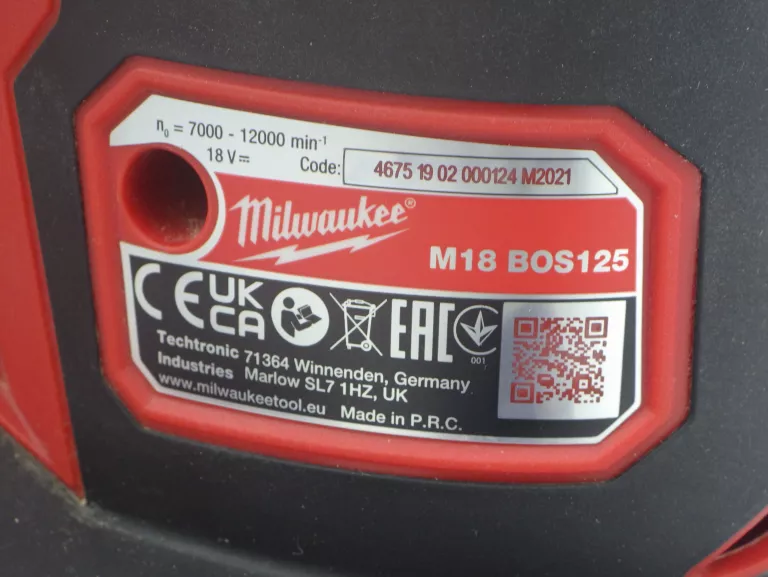 n₀ = 7000 - 12000 min⁻¹
18 V⎓ Code: 4675 19 02 000124 M2021
Milwaukee®
M18 BOS125
CE UK CA EAC
001
Techtronic 71364 Winnenden, Germany
Industries Marlow SL7 1HZ, UK
www.milwaukeetool.eu Made in P.R.C.